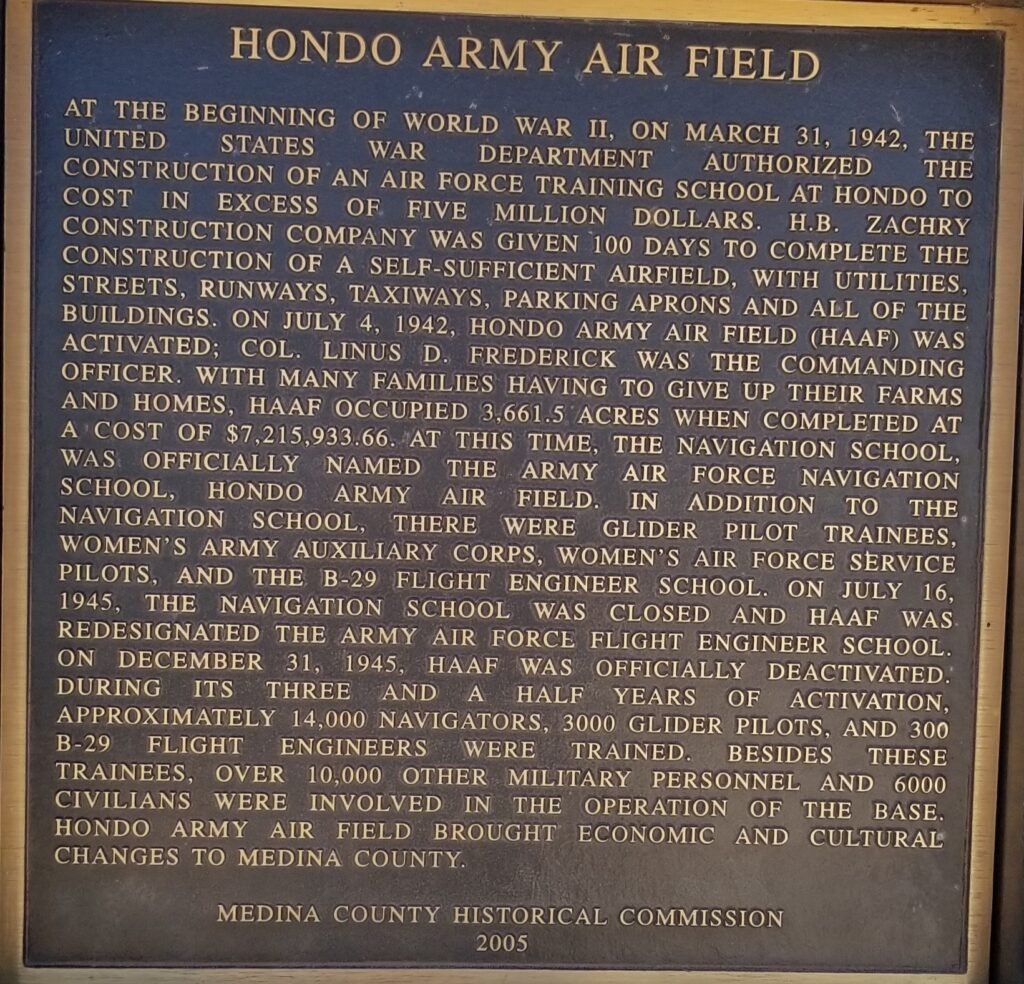 HONDO ARMY AIR FIELD
AT THE BEGINNING OF WORLD WAR II, ON MARCH 31, 1942, THE
UNITED STATES WAR DEPARTMENT AUTHORIZED THE
CONSTRUCTION OF AN AIR FORCE TRAINING SCHOOL AT HONDO TO
COST IN EXCESS OF FIVE MILLION DOLLARS. H.B. ZACHRY
CONSTRUCTION COMPANY WAS GIVEN 100 DAYS TO COMPLETE THE
CONSTRUCTION OF A SELF-SUFFICIENT AIRFIELD, WITH UTILITIES,
STREETS, RUNWAYS, TAXIWAYS, PARKING APRONS AND ALL OF THE
BUILDINGS. ON JULY 4, 1942, HONDO ARMY AIR FIELD (HAAF) WAS
ACTIVATED; COL. LINUS D. FREDERICK WAS THE COMMANDING
OFFICER. WITH MANY FAMILIES HAVING TO GIVE UP THEIR FARMS
AND HOMES, HAAF OCCUPIED 3,661.5 ACRES WHEN COMPLETED AT
A COST OF $7,215,933.66. AT THIS TIME, THE NAVIGATION SCHOOL,
WAS OFFICIALLY NAMED THE ARMY AIR FORCE NAVIGATION
SCHOOL, HONDO ARMY AIR FIELD. IN ADDITION TO THE
NAVIGATION SCHOOL, THERE WERE GLIDER PILOT TRAINEES,
WOMEN'S ARMY AUXILIARY CORPS, WOMEN'S AIR FORCE SERVICE
PILOTS, AND THE B-29 FLIGHT ENGINEER SCHOOL. ON JULY 16,
1945, THE NAVIGATION SCHOOL WAS CLOSED AND HAAF WAS
REDESIGNATED THE ARMY AIR FORCE FLIGHT ENGINEER SCHOOL.
ON DECEMBER 31, 1945, HAAF WAS OFFICIALLY DEACTIVATED.
DURING ITS THREE AND A HALF YEARS OF ACTIVATION,
APPROXIMATELY 14,000 NAVIGATORS, 3000 GLIDER PILOTS, AND 300
B-29 FLIGHT ENGINEERS WERE TRAINED. BESIDES THESE
TRAINEES, OVER 10,000 OTHER MILITARY PERSONNEL AND 6000
CIVILIANS WERE INVOLVED IN THE OPERATION OF THE BASE.
HONDO ARMY AIR FIELD BROUGHT ECONOMIC AND CULTURAL
CHANGES TO MEDINA COUNTY.
MEDINA COUNTY HISTORICAL COMMISSION
2005